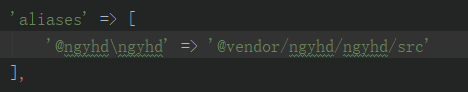 'aliases' => [
'@ngyhd\ngyhd' => '@vendor/ngyhd/ngyhd/src'
],